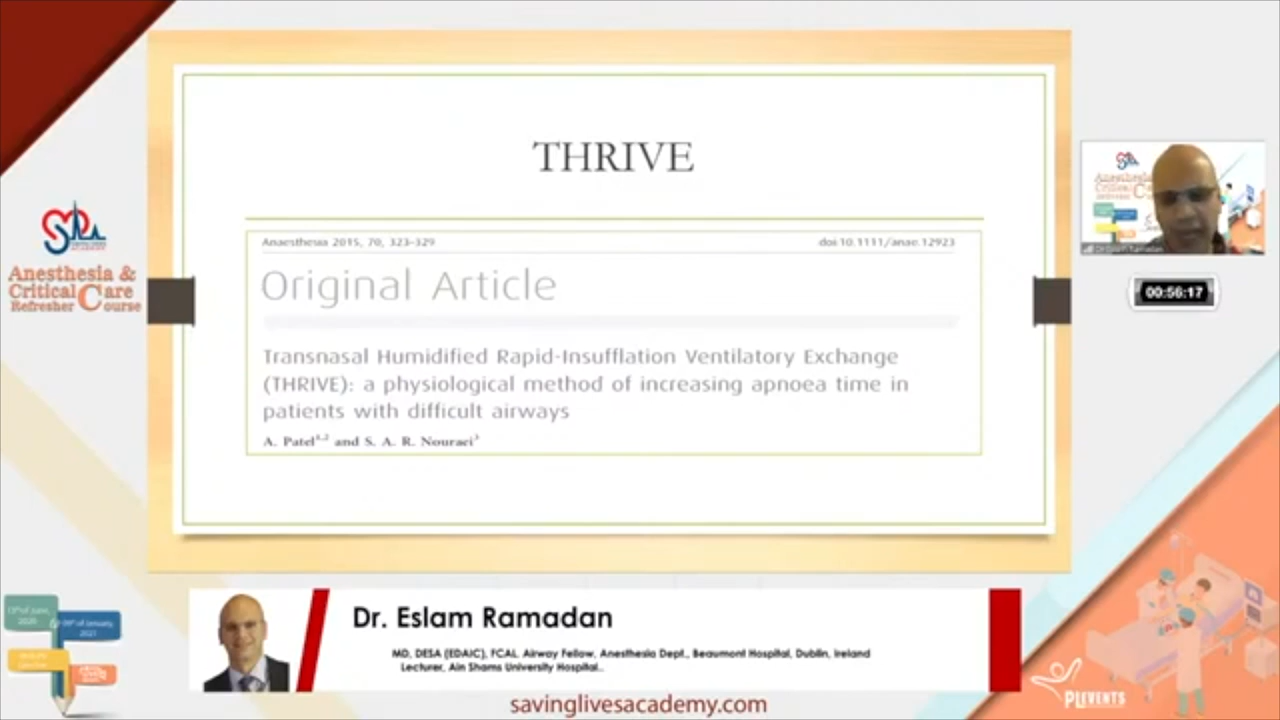 THRIVE
Anaesthesia 2015, 70, 323–329
doi:10.1111/anae.12923
Original Article
Transnasal Humidified Rapid-Insufflation Ventilatory Exchange
(THRIVE): a physiological method of increasing apnoea time in
patients with difficult airways
A. Patel1,2 and S. A. R. Nouraei3
Anesthesia &
Critical Care
Refresher Course
00:56:17
Dr. Eslam Ramadan
MD, DESA (EDAIC), FCAI. Airway Fellow, Anesthesia Dept., Beaumont Hospital, Dublin, Ireland
Lecturer, Ain Shams University Hospital..
savinglivesacademy.com
PLEVENTS